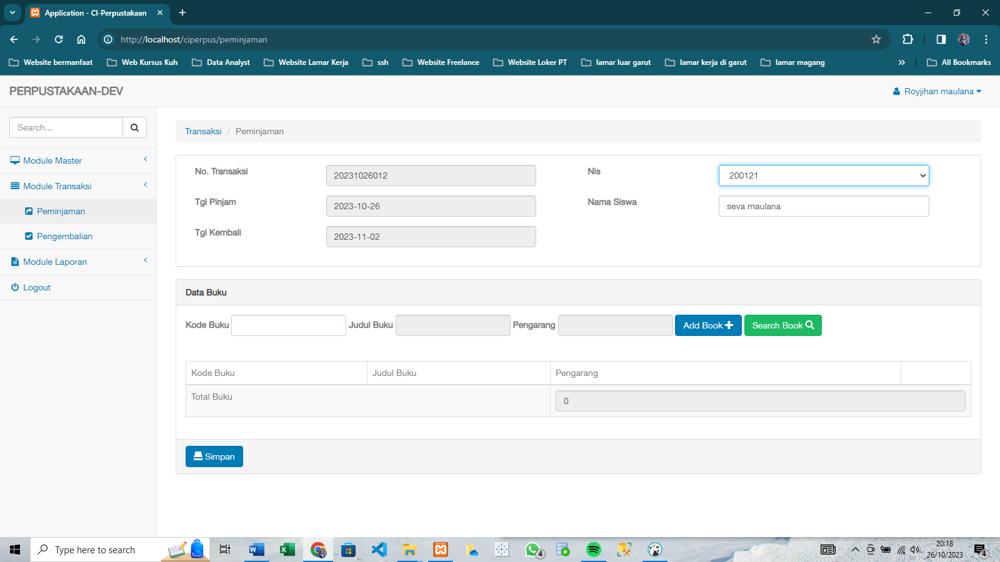 Application - CI-Perpustakaan
http://localhost/ciperpus/peminjaman
Website bermanfaat Web Kursus Kuh Data Analyst Website Lamar Kerja ssh Website Freelance Website Loker PT lamar luar garut lamar kerja di garut lamar magang » All Bookmarks
PERPUSTAKAAN-DEV Royjihan maulana
Search...
Module Master
Module Transaksi
Peminjaman
Pengembalian
Module Laporan
Logout
Transaksi / Peminjaman
No. Transaksi 20231026012 Nis 200121
Tgl Pinjam 2023-10-26 Nama Siswa seva maulana
Tgl Kembali 2023-11-02
Data Buku
Kode Buku Judul Buku Pengarang Add Book Search Book
Kode Buku Judul Buku Pengarang
Total Buku 0
Simpan
Type here to search
4
20:18
26/10/2023
4